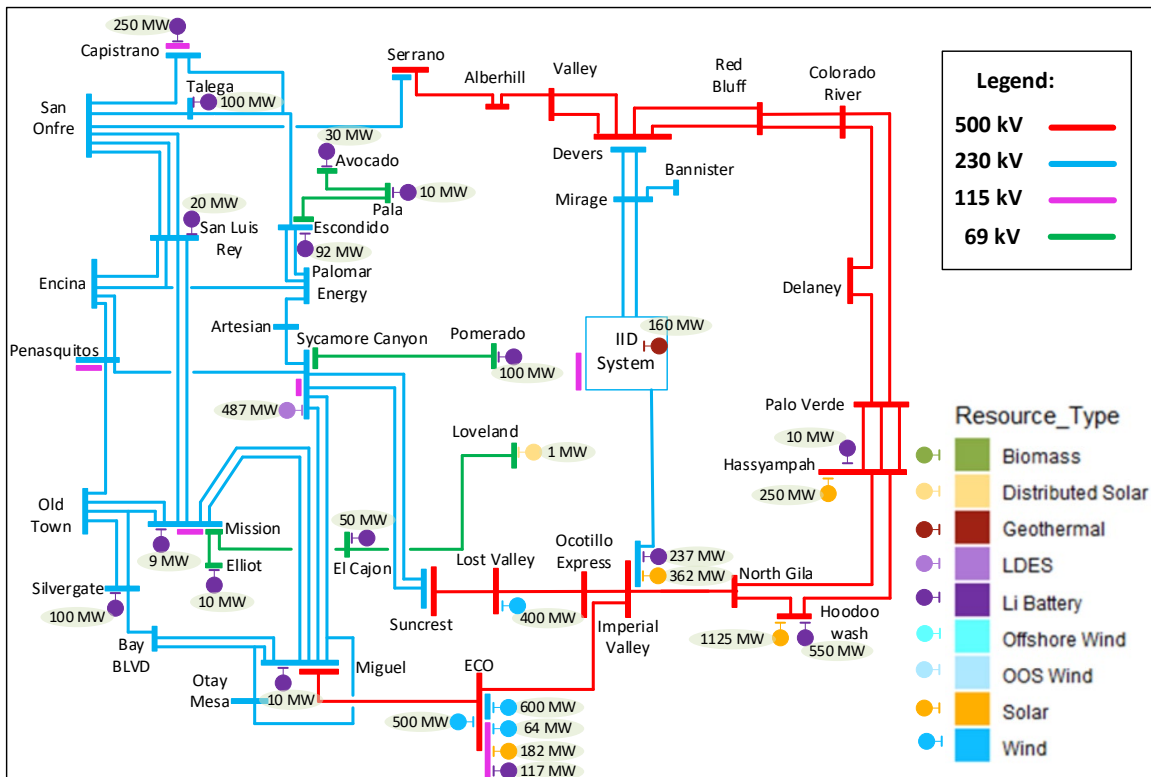 250 MW
Capistrano
Talega
100 MW
San
Onfre
Serrano
Alberhill
Valley
Red
Bluff
Colorado
River
Legend:
500 kV
230 kV
115 kV
69 kV
30 MW
Avocado
10 MW
Pala
Devers
Bannister
Mirage
20 MW
San Luis
Rey
Escondido
92 MW
Encina
Palomar
Energy
Delaney
Artesian
Sycamore Canyon
Pomerado
100 MW
160 MW
IID
System
Penasquitos
487 MW
Loveland
1 MW
Palo Verde
10 MW
Hassyampah
250 MW
Resource_Type
Biomass
Distributed Solar
Geothermal
LDES
Li Battery
Offshore Wind
OOS Wind
Solar
Wind
Old
Town
Mission
9 MW
50 MW
El Cajon
Elliot
10 MW
Silvergate
100 MW
Lost Valley
400 MW
Ocotillo
Express
237 MW
362 MW
North Gila
Hoodoo
wash
1125 MW
550 MW
Suncrest
Imperial
Valley
Bay
BLVD
Miguel
10 MW
Otay
Mesa
ECO
500 MW
600 MW
64 MW
182 MW
117 MW